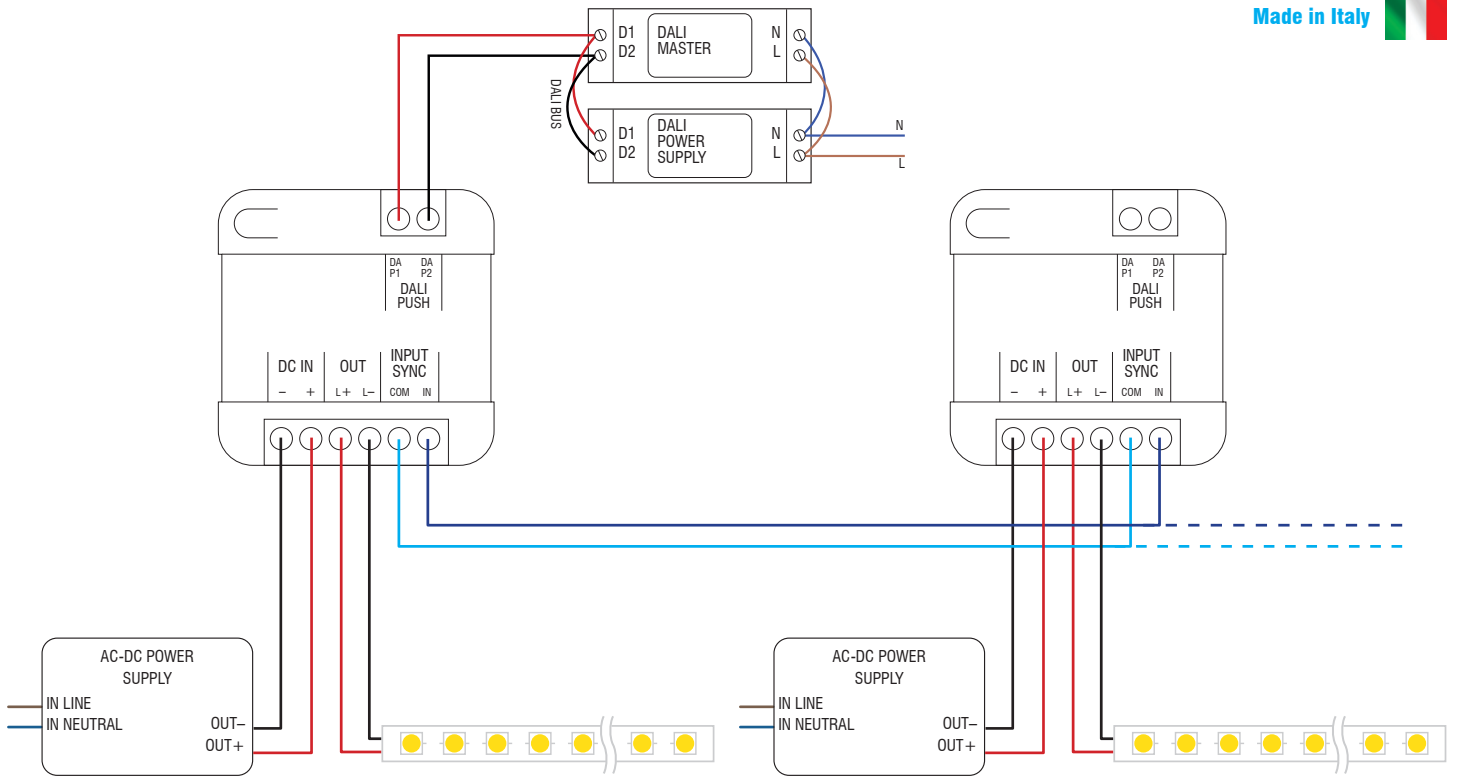 Made in Italy
D1 DALI N
D2 MASTER L
DALI BUS
D1 DALI N
D2 POWER L
SUPPLY
N
L
DA DA
P1 P2
DALI
PUSH
DC IN OUT INPUT
SYNC
– + L+ L– COM IN
DA DA
P1 P2
DALI
PUSH
DC IN OUT INPUT
SYNC
– + L+ L– COM IN
AC-DC POWER
SUPPLY
IN LINE
IN NEUTRAL
OUT–
OUT+
AC-DC POWER
SUPPLY
IN LINE
IN NEUTRAL
OUT–
OUT+